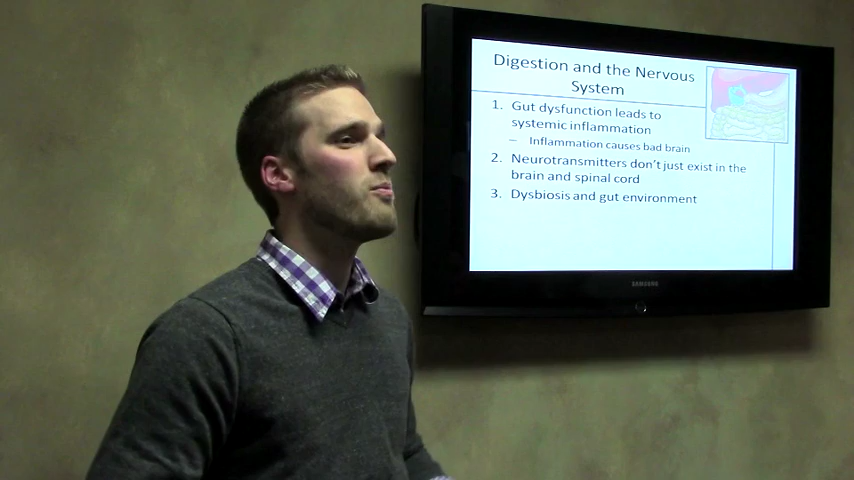 Digestion and the Nervous
System
1. Gut dysfunction leads to
systemic inflammation
– Inflammation causes bad brain
2. Neurotransmitters don't just exist in the
brain and spinal cord
3. Dysbiosis and gut environment
SAMSUNG